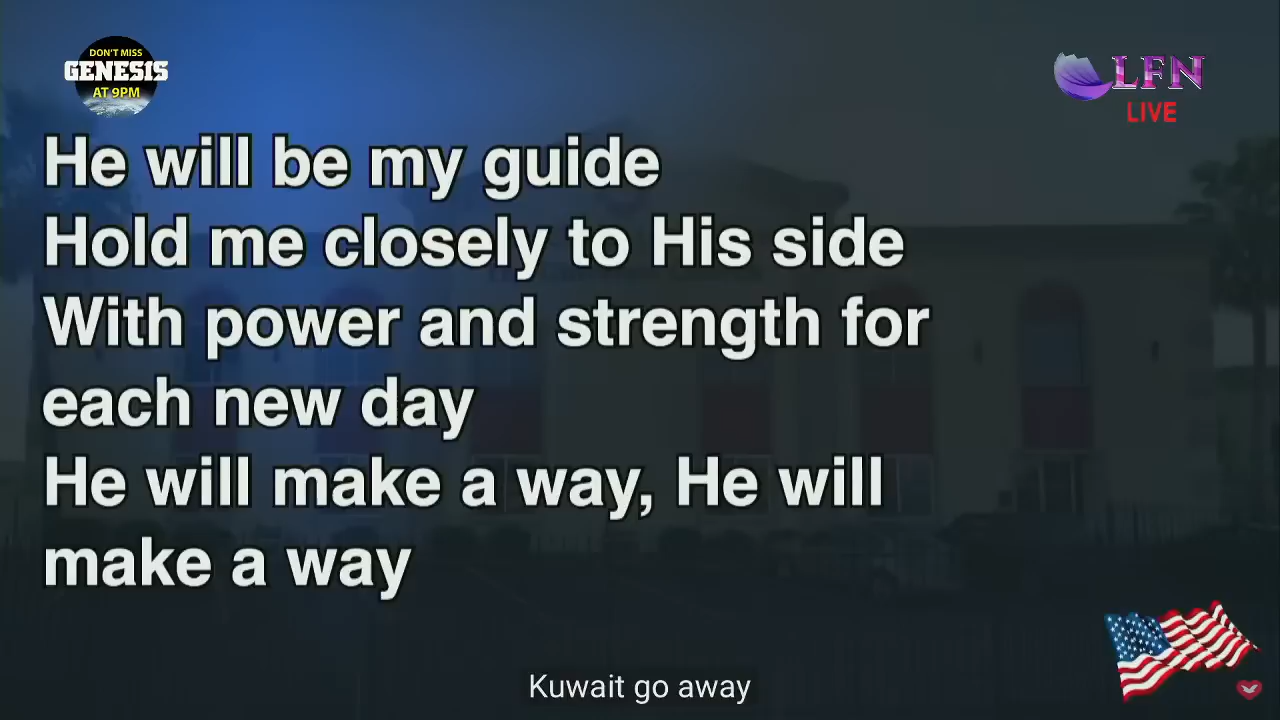 DON'T MISS
GENESIS
AT 9PM
LFN
LIVE
He will be my guide
Hold me closely to His side
With power and strength for
each new day
He will make a way, He will
make a way
Kuwait go away